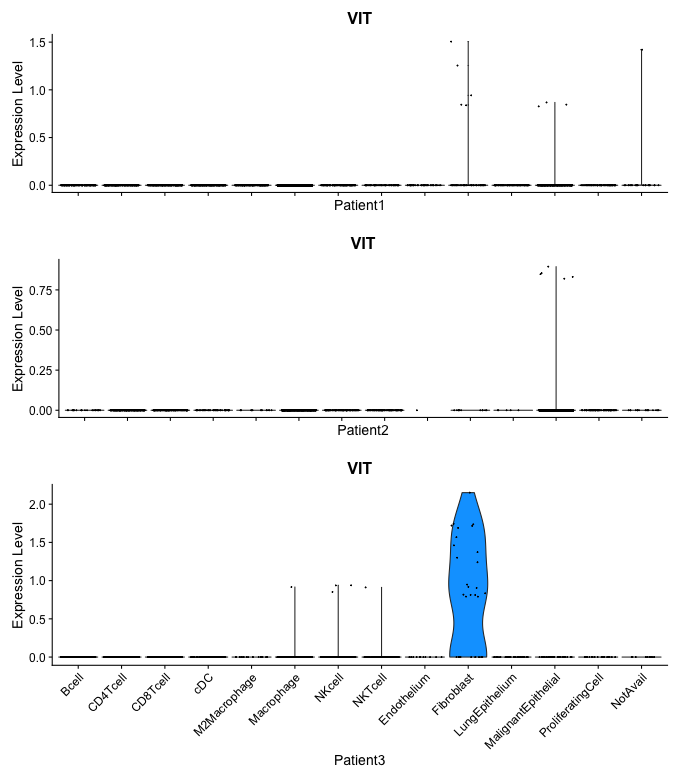 VIT
Expression Level
1.5
1.0
0.5
0.0
Patient1
VIT
Expression Level
0.75
0.50
0.25
0.00
Patient2
VIT
Expression Level
2.0
1.5
1.0
0.5
0.0
Bcell
CD4Tcell
CD8Tcell
cDC
M2Macrophage
Macrophage
NKcell
NKTcell
Endothelium
Fibroblast
LungEpithelium
MalignantEpithelial
ProliferatingCell
NotAvail
Patient3